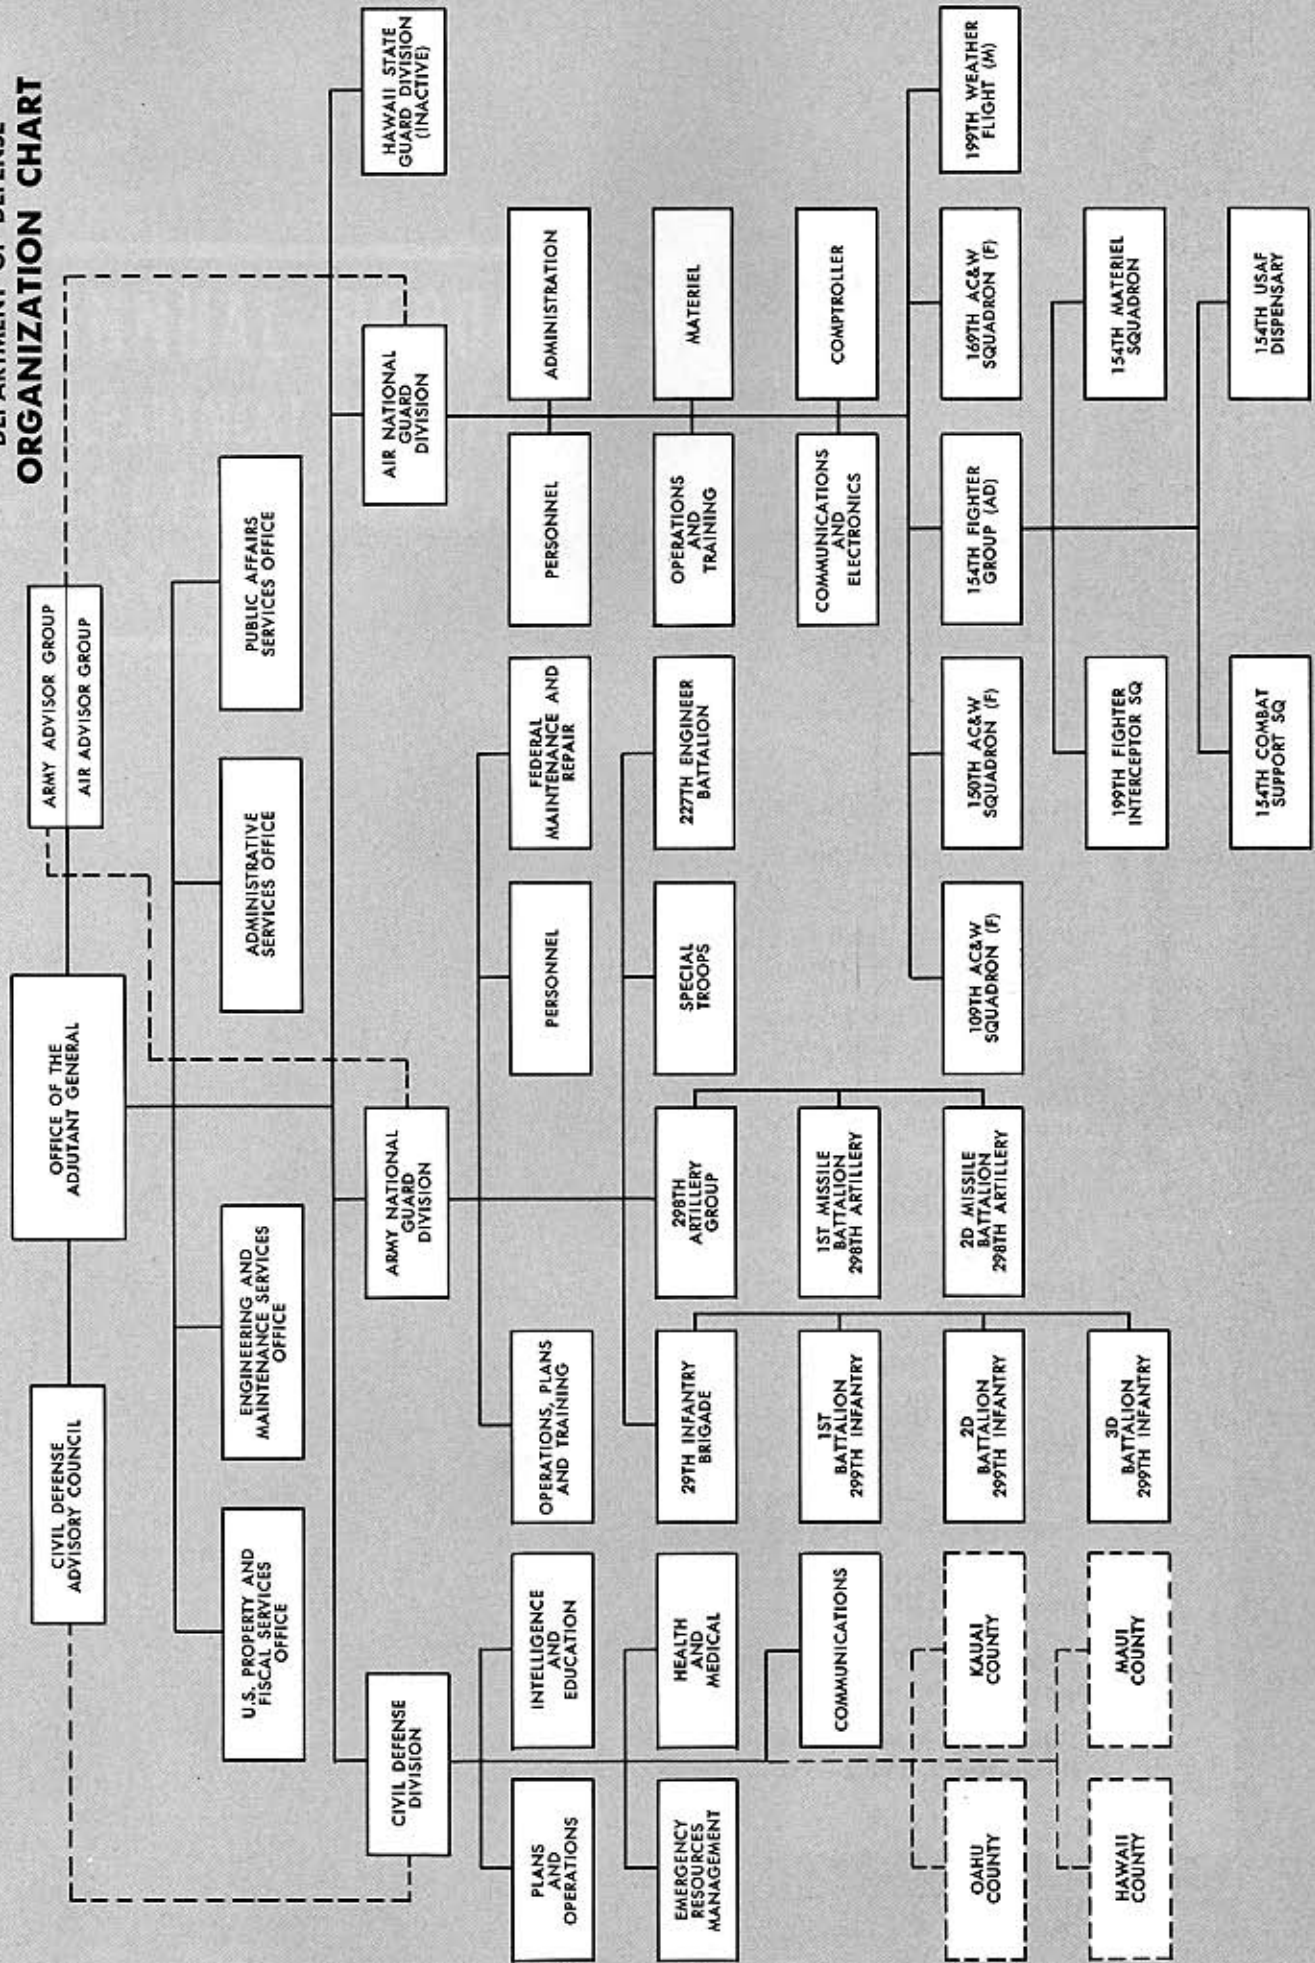 DEPARTMENT OF DEFENSE
ORGANIZATION CHART
OFFICE OF THE
ADJUTANT GENERAL
CIVIL DEFENSE
ADVISORY COUNCIL
ARMY ADVISOR GROUP
AIR ADVISOR GROUP
U.S. PROPERTY AND
FISCAL SERVICES
OFFICE
ENGINEERING AND
MAINTENANCE SERVICES
OFFICE
ADMINISTRATIVE
SERVICES OFFICE
PUBLIC AFFAIRS
SERVICES OFFICE
CIVIL DEFENSE
DIVISION
ARMY NATIONAL
GUARD
DIVISION
AIR NATIONAL
GUARD
DIVISION
HAWAII STATE
GUARD DIVISION
(INACTIVE)
PLANS
AND
OPERATIONS
INTELLIGENCE
AND
EDUCATION
OPERATIONS, PLANS
AND TRAINING
PERSONNEL
FEDERAL
MAINTENANCE AND
REPAIR
PERSONNEL
ADMINISTRATION
EMERGENCY
RESOURCES
MANAGEMENT
HEALTH
AND
MEDICAL
29TH INFANTRY
BRIGADE
298TH
ARTILLERY
GROUP
SPECIAL
TROOPS
227TH ENGINEER
BATTALION
OPERATIONS
AND
TRAINING
MATERIEL
COMMUNICATIONS
1ST
BATTALION
299TH INFANTRY
1ST MISSILE
BATTALION
298TH ARTILLERY
COMMUNICATIONS
AND
ELECTRONICS
COMPTROLLER
OAHU
COUNTY
KAUAI
COUNTY
2D
BATTALION
299TH INFANTRY
2D MISSILE
BATTALION
298TH ARTILLERY
109TH AC&W
SQUADRON (F)
150TH AC&W
SQUADRON (F)
154TH FIGHTER
GROUP (AD)
169TH AC&W
SQUADRON (F)
199TH WEATHER
FLIGHT (M)
HAWAII
COUNTY
MAUI
COUNTY
3D
BATTALION
299TH INFANTRY
199TH FIGHTER
INTERCEPTOR SQ
154TH MATERIEL
SQUADRON
154TH COMBAT
SUPPORT SQ
154TH USAF
DISPENSARY